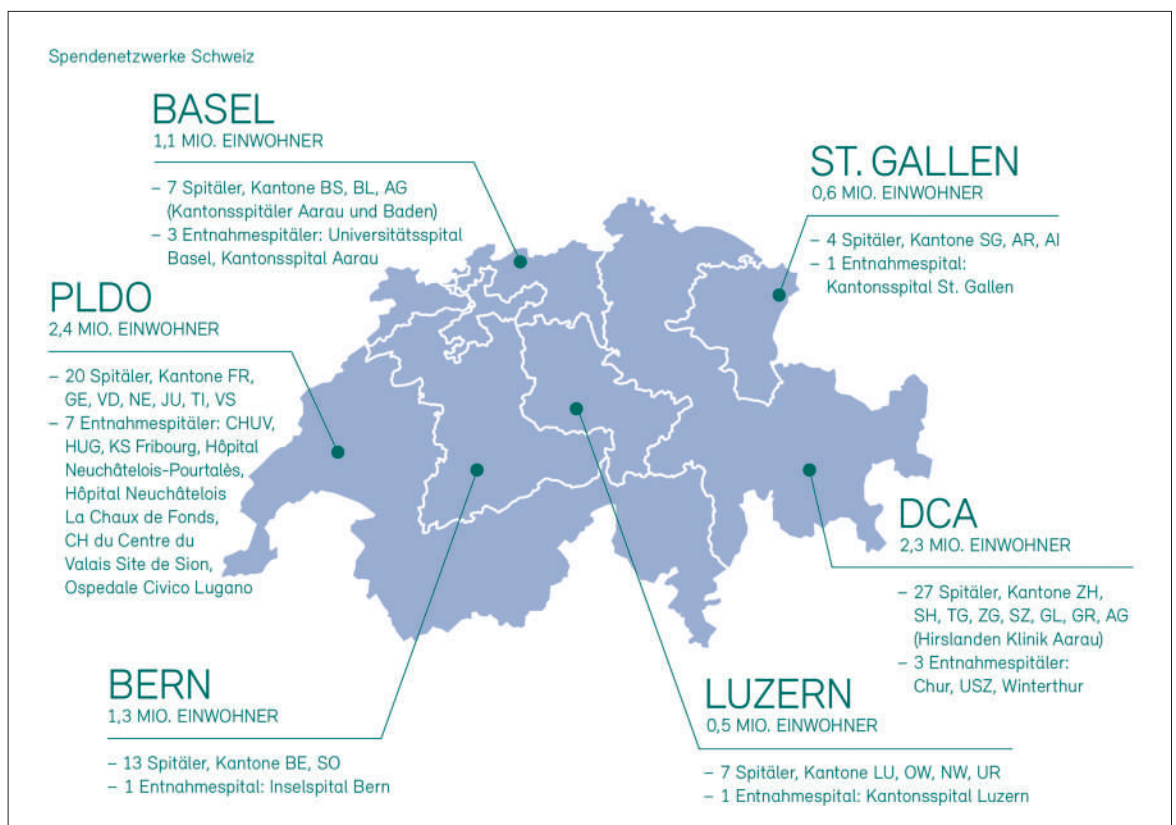 Spendenetzwerke Schweiz
BASEL
1,1 MIO. EINWOHNER
– 7 Spitäler, Kantone BS, BL, AG
(Kantonsspitäler Aarau und Baden)
– 3 Entnahmespitäler: Universitätsspital
Basel, Kantonsspital Aarau
ST. GALLEN
0,6 MIO. EINWOHNER
– 4 Spitäler, Kantone SG, AR, AI
– 1 Entnahmespital:
Kantonsspital St. Gallen
PLDO
2,4 MIO. EINWOHNER
– 20 Spitäler, Kantone FR,
GE, VD, NE, JU, TI, VS
– 7 Entnahmespitäler: CHUV,
HUG, KS Fribourg, Hôpital
Neuchâtelois-Pourtalès,
Hôpital Neuchâtelois
La Chaux de Fonds,
CH du Centre du
Valais Site de Sion,
Ospedale Civico Lugano
DCA
2,3 MIO. EINWOHNER
– 27 Spitäler, Kantone ZH,
SH, TG, ZG, SZ, GL, GR, AG
(Hirslanden Klinik Aarau)
– 3 Entnahmespitäler:
Chur, USZ, Winterthur
BERN
1,3 MIO. EINWOHNER
– 13 Spitäler, Kantone BE, SO
– 1 Entnahmespital: Inselspital Bern
LUZERN
0,5 MIO. EINWOHNER
– 7 Spitäler, Kantone LU, OW, NW, UR
– 1 Entnahmespital: Kantonsspital Luzern